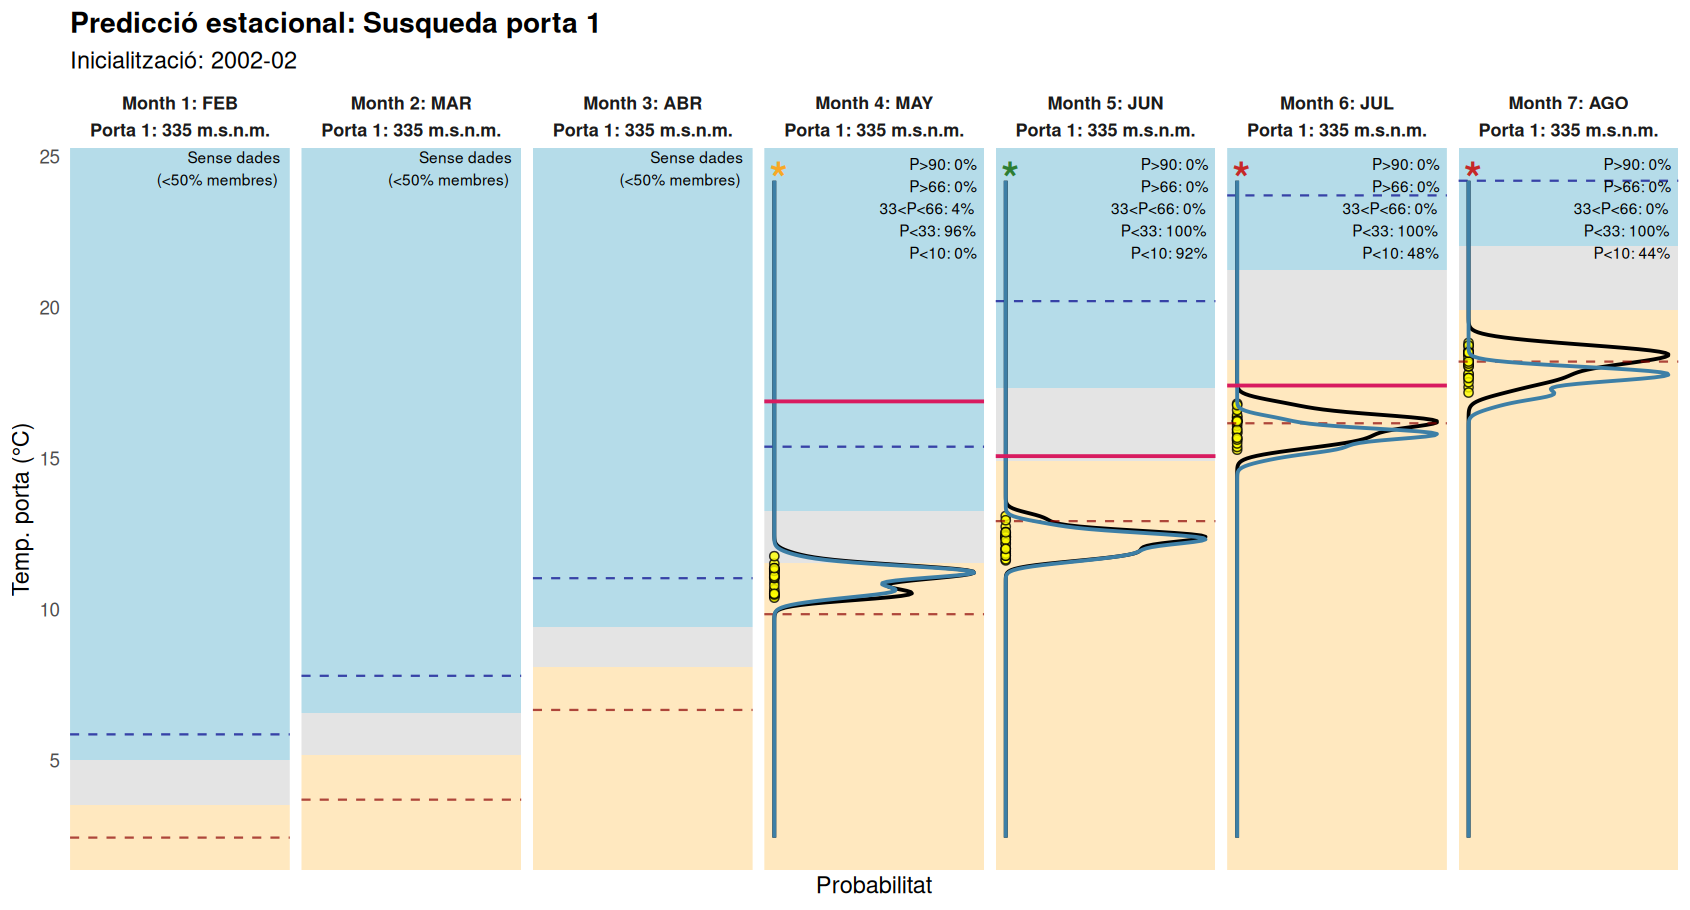 Predicció estacional: Susqueda porta 1
Inicialització: 2002-02
Month 1: FEB
Porta 1: 335 m.s.n.m.
Month 2: MAR
Porta 1: 335 m.s.n.m.
Month 3: ABR
Porta 1: 335 m.s.n.m.
Month 4: MAY
Porta 1: 335 m.s.n.m.
Month 5: JUN
Porta 1: 335 m.s.n.m.
Month 6: JUL
Porta 1: 335 m.s.n.m.
Month 7: AGO
Porta 1: 335 m.s.n.m.
Sense dades
(<50% membres)
Sense dades
(<50% membres)
Sense dades
(<50% membres)
*
P>90: 0%
P>66: 0%
33<P<66: 4%
P<33: 96%
P<10: 0%
*
P>90: 0%
P>66: 0%
33<P<66: 0%
P<33: 100%
P<10: 92%
*
P>90: 0%
P>66: 0%
33<P<66: 0%
P<33: 100%
P<10: 48%
*
P>90: 0%
P>66: 0%
33<P<66: 0%
P<33: 100%
P<10: 44%
25
20
15
10
5
Temp. porta (°C)
Probabilitat